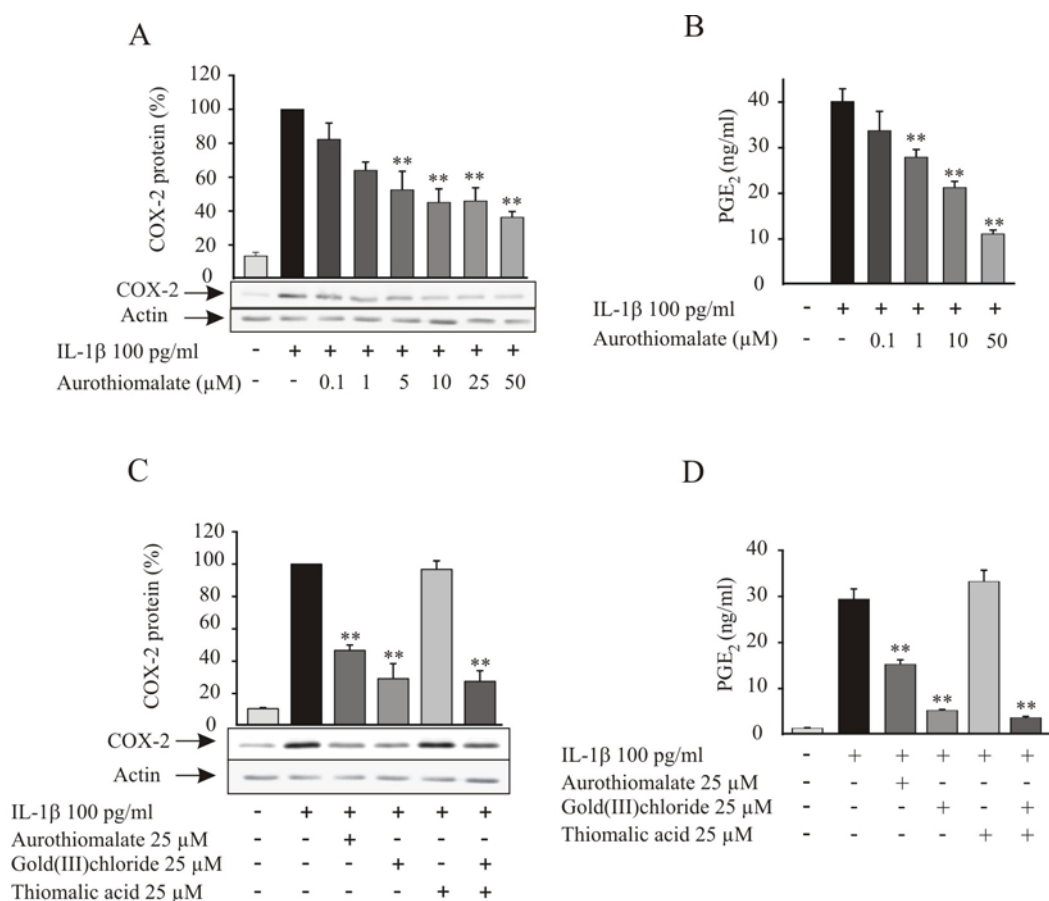 A
COX-2 protein (%)
120
100
80
60
40
20
0
** ** ** **
COX-2
Actin
IL-1β 100 pg/ml - + + + + + + +
Aurothiomalate (µM) - - 0.1 1 5 10 25 50
B
PGE2 (ng/ml)
40
30
20
10
0
** ** **
IL-1β 100 pg/ml - + + + + +
Aurothiomalate (µM) - - 0.1 1 10 50
C
COX-2 protein (%)
120
100
80
60
40
20
0
** ** **
COX-2
Actin
IL-1β 100 pg/ml - + + + + +
Aurothiomalate 25 µM - - + - - -
Gold(III)chloride 25 µM - - - + - +
Thiomalic acid 25 µM - - - - + +
D
PGE2 (ng/ml)
40
30
20
10
0
** ** **
IL-1β 100 pg/ml - + + + + +
Aurothiomalate 25 µM - - + - - -
Gold(III)chloride 25 µM - - - + - +
Thiomalic acid 25 µM - - - - + +